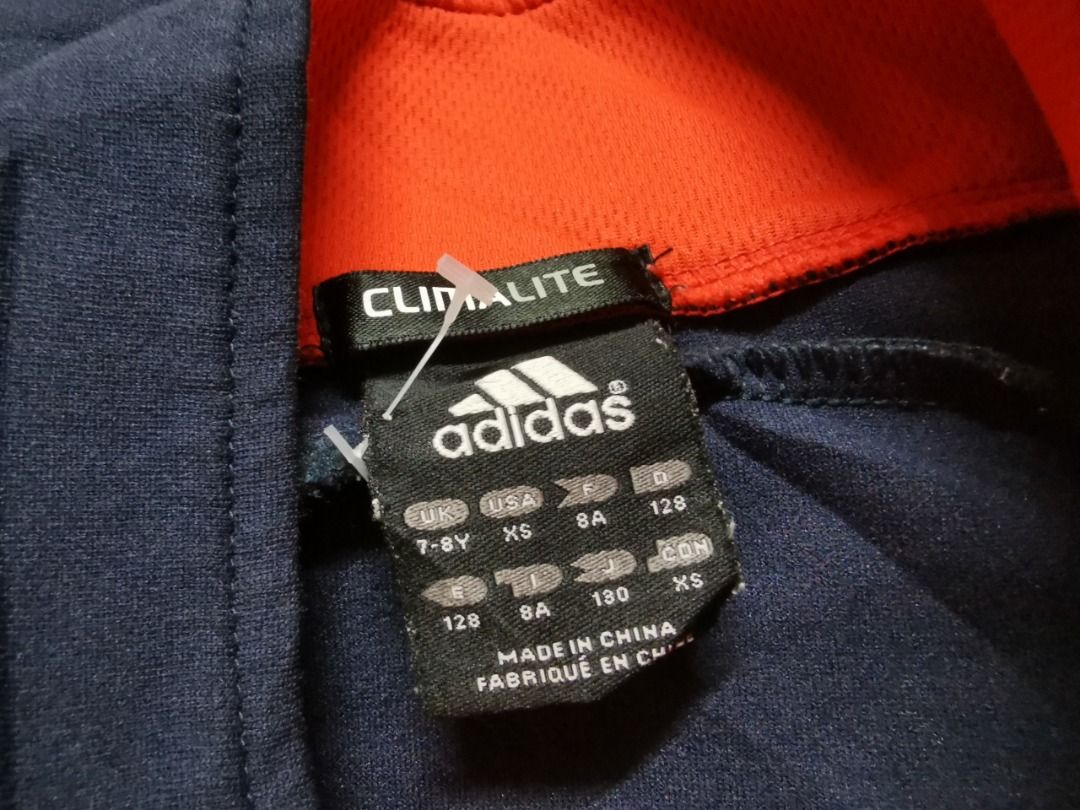 CLIMALITE
adidas®
UK USA F D
7-8Y XS 8A 128
E I J CON
128 8A 130 XS
MADE IN CHINA
FABRIQUÉ EN CHI